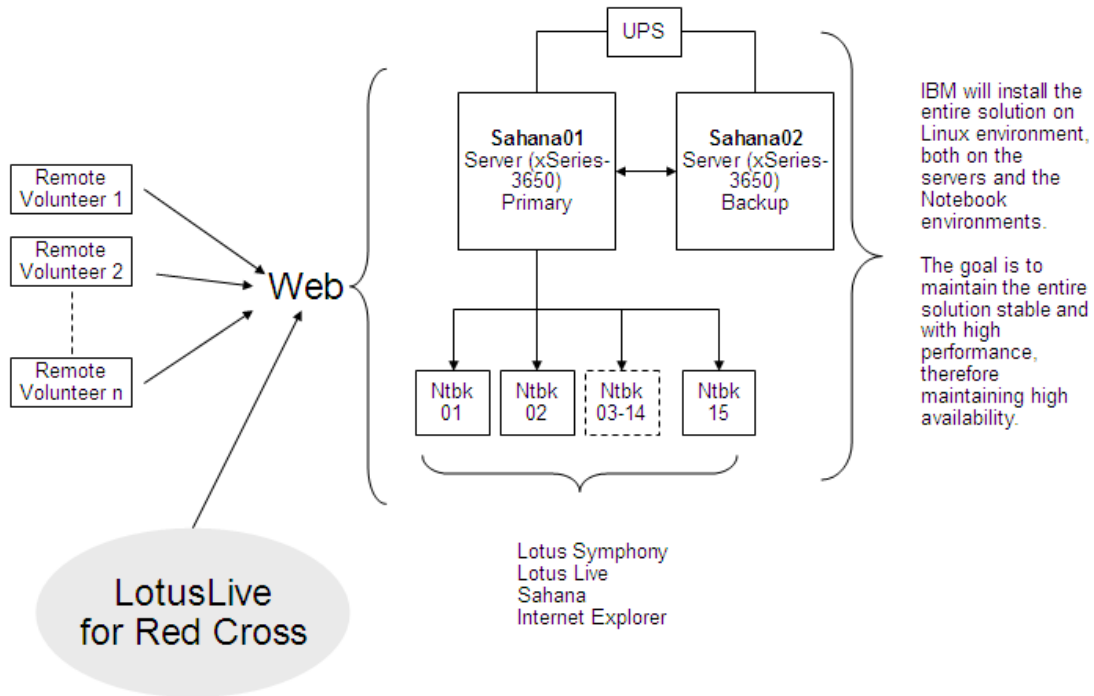 UPS
Sahana01
Server (xSeries-
3650)
Primary
Sahana02
Server (xSeries-
3650)
Backup
IBM will install the
entire solution on
Linux environment,
both on the
servers and the
Notebook
environments.
The goal is to
maintain the entire
solution stable and
with high
performance,
therefore
maintaining high
availability.
Remote
Volunteer 1
Remote
Volunteer 2
Remote
Volunteer n
Web
Ntbk
01
Ntbk
02
Ntbk
03-14
Ntbk
15
Lotus Symphony
Lotus Live
Sahana
Internet Explorer
LotusLive
for Red Cross